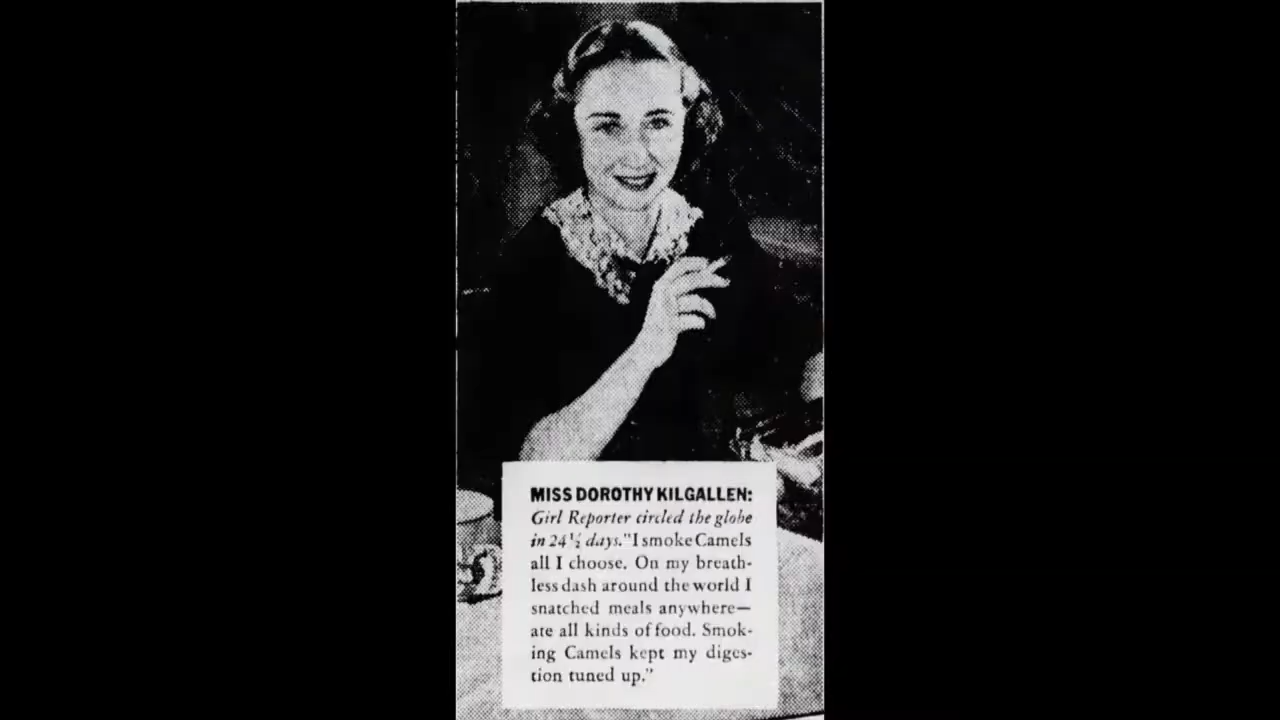 MISS DOROTHY KILGALLEN:
Girl Reporter circled the globe
in 24½ days. "I smoke Camels
all I choose. On my breath-
less dash around the world I
snatched meals anywhere—
ate all kinds of food. Smok-
ing Camels kept my diges-
tion tuned up."